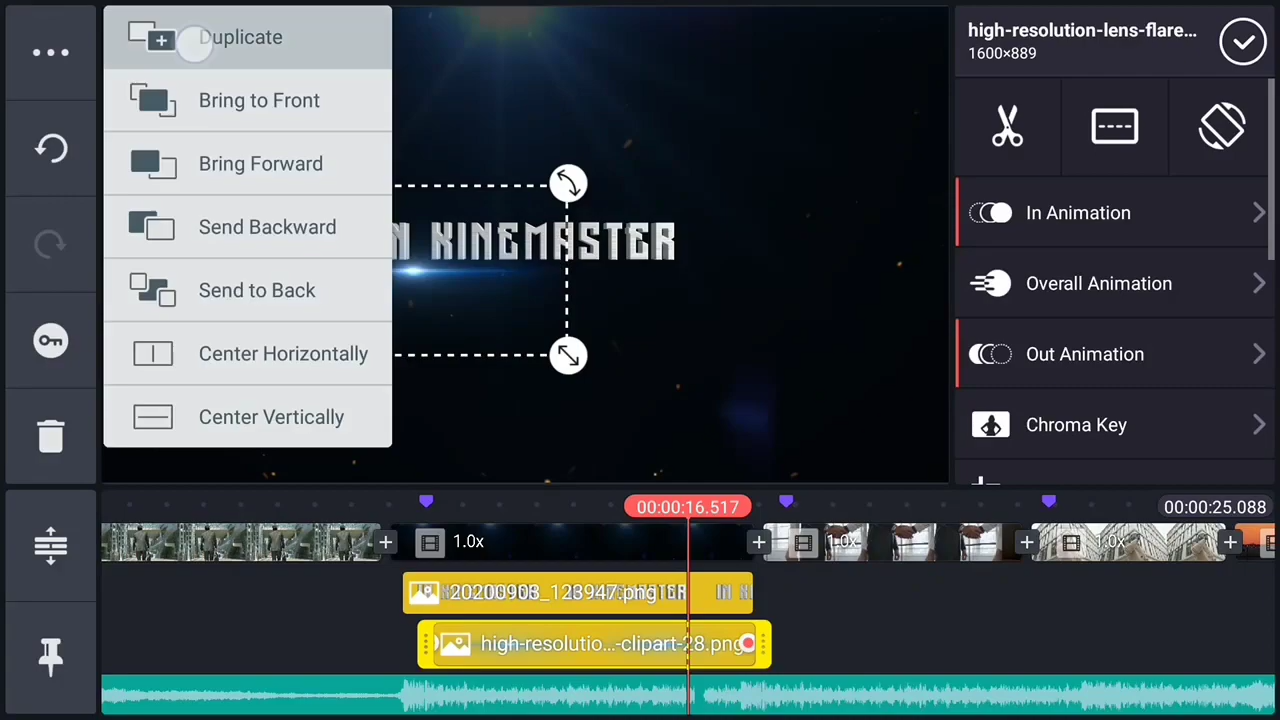 Duplicate
Bring to Front
Bring Forward
Send Backward
Send to Back
Center Horizontally
Center Vertically
N KINEMASTER
high-resolution-lens-flare...
1600×889
In Animation
Overall Animation
Out Animation
Chroma Key
00:00:16.517
00:00:25.088
1.0x
1.0x
1.0x
20200903_123947.png
high-resolutio...-clipart-28.png